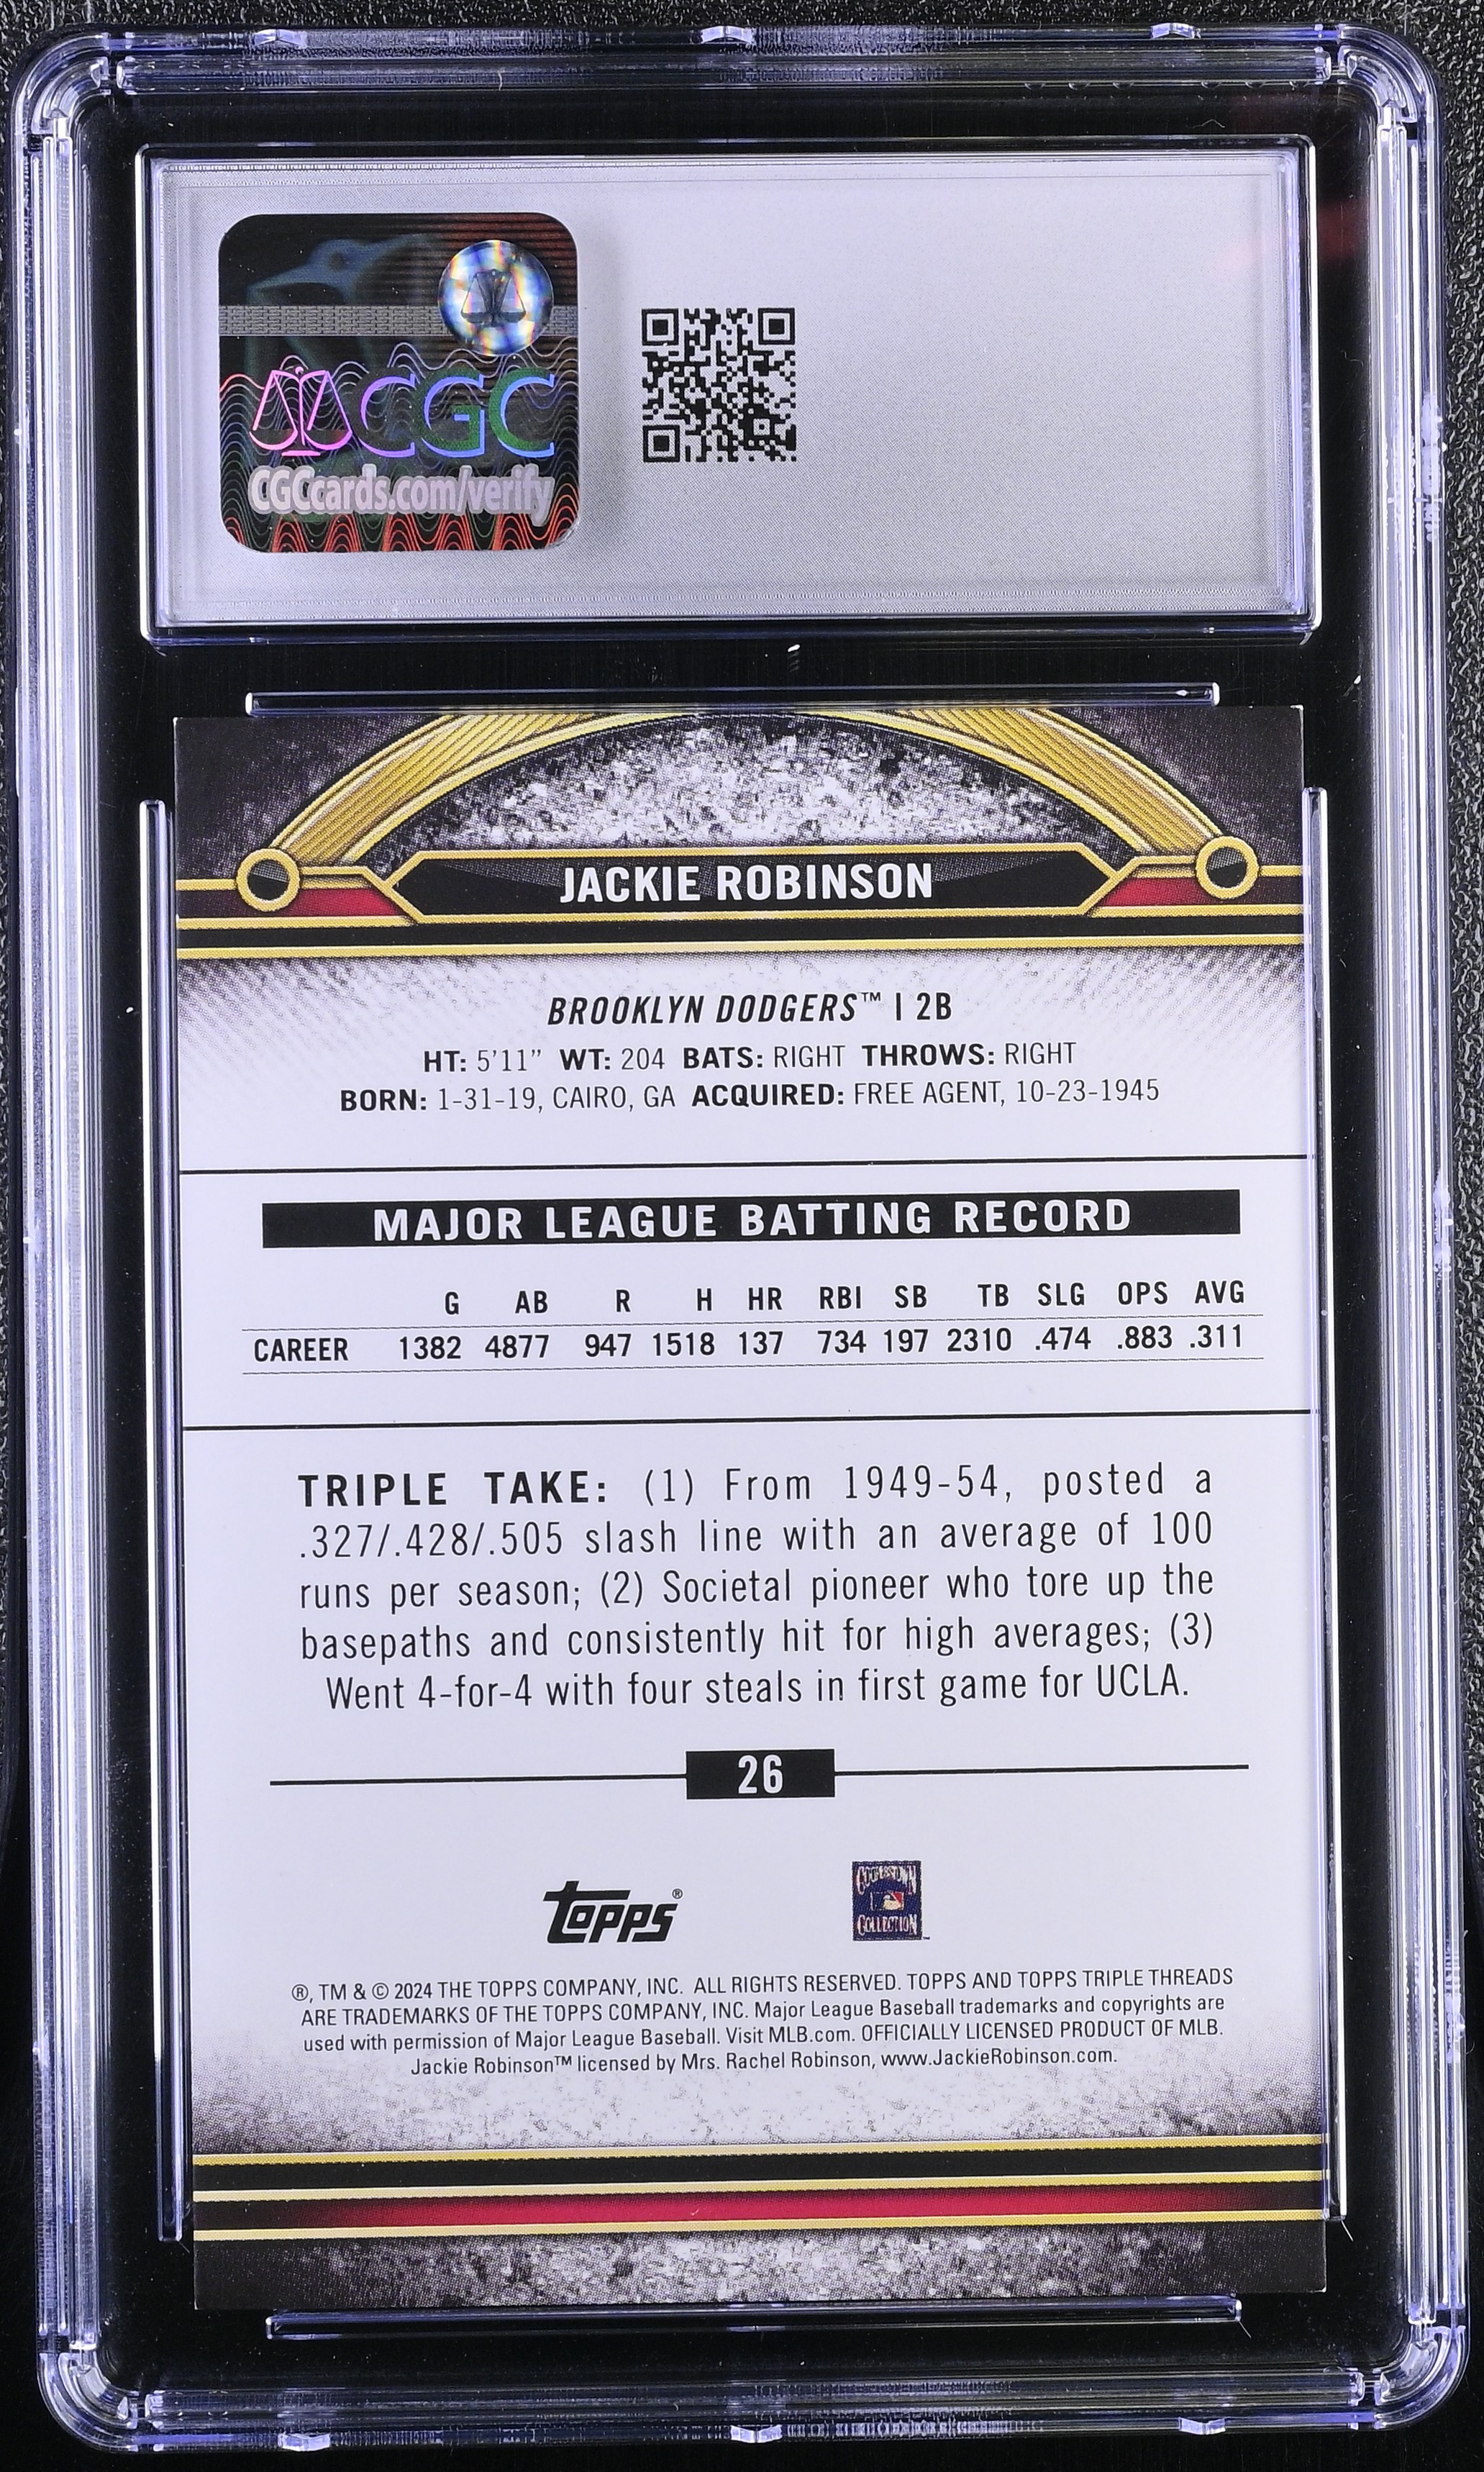 CGC
CGCcards.com/verify
JACKIE ROBINSON
BROOKLYN DODGERS™ | 2B
HT: 5'11" WT: 204 BATS: RIGHT THROWS: RIGHT
BORN: 1-31-19, CAIRO, GA ACQUIRED: FREE AGENT, 10-23-1945
MAJOR LEAGUE BATTING RECORD
G AB R H HR RBI SB TB SLG OPS AVG
CAREER 1382 4877 947 1518 137 734 197 2310 .474 .883 .311
TRIPLE TAKE: (1) From 1949-54, posted a
.327/.428/.505 slash line with an average of 100
runs per season; (2) Societal pioneer who tore up the
basepaths and consistently hit for high averages; (3)
Went 4-for-4 with four steals in first game for UCLA.
26
Topps®
COOPERSTOWN
COLLECTION™
®, TM & © 2024 THE TOPPS COMPANY, INC. ALL RIGHTS RESERVED. TOPPS AND TOPPS TRIPLE THREADS
ARE TRADEMARKS OF THE TOPPS COMPANY, INC. Major League Baseball trademarks and copyrights are
used with permission of Major League Baseball. Visit MLB.com. OFFICIALLY LICENSED PRODUCT OF MLB.
Jackie Robinson™ licensed by Mrs. Rachel Robinson, www.JackieRobinson.com.